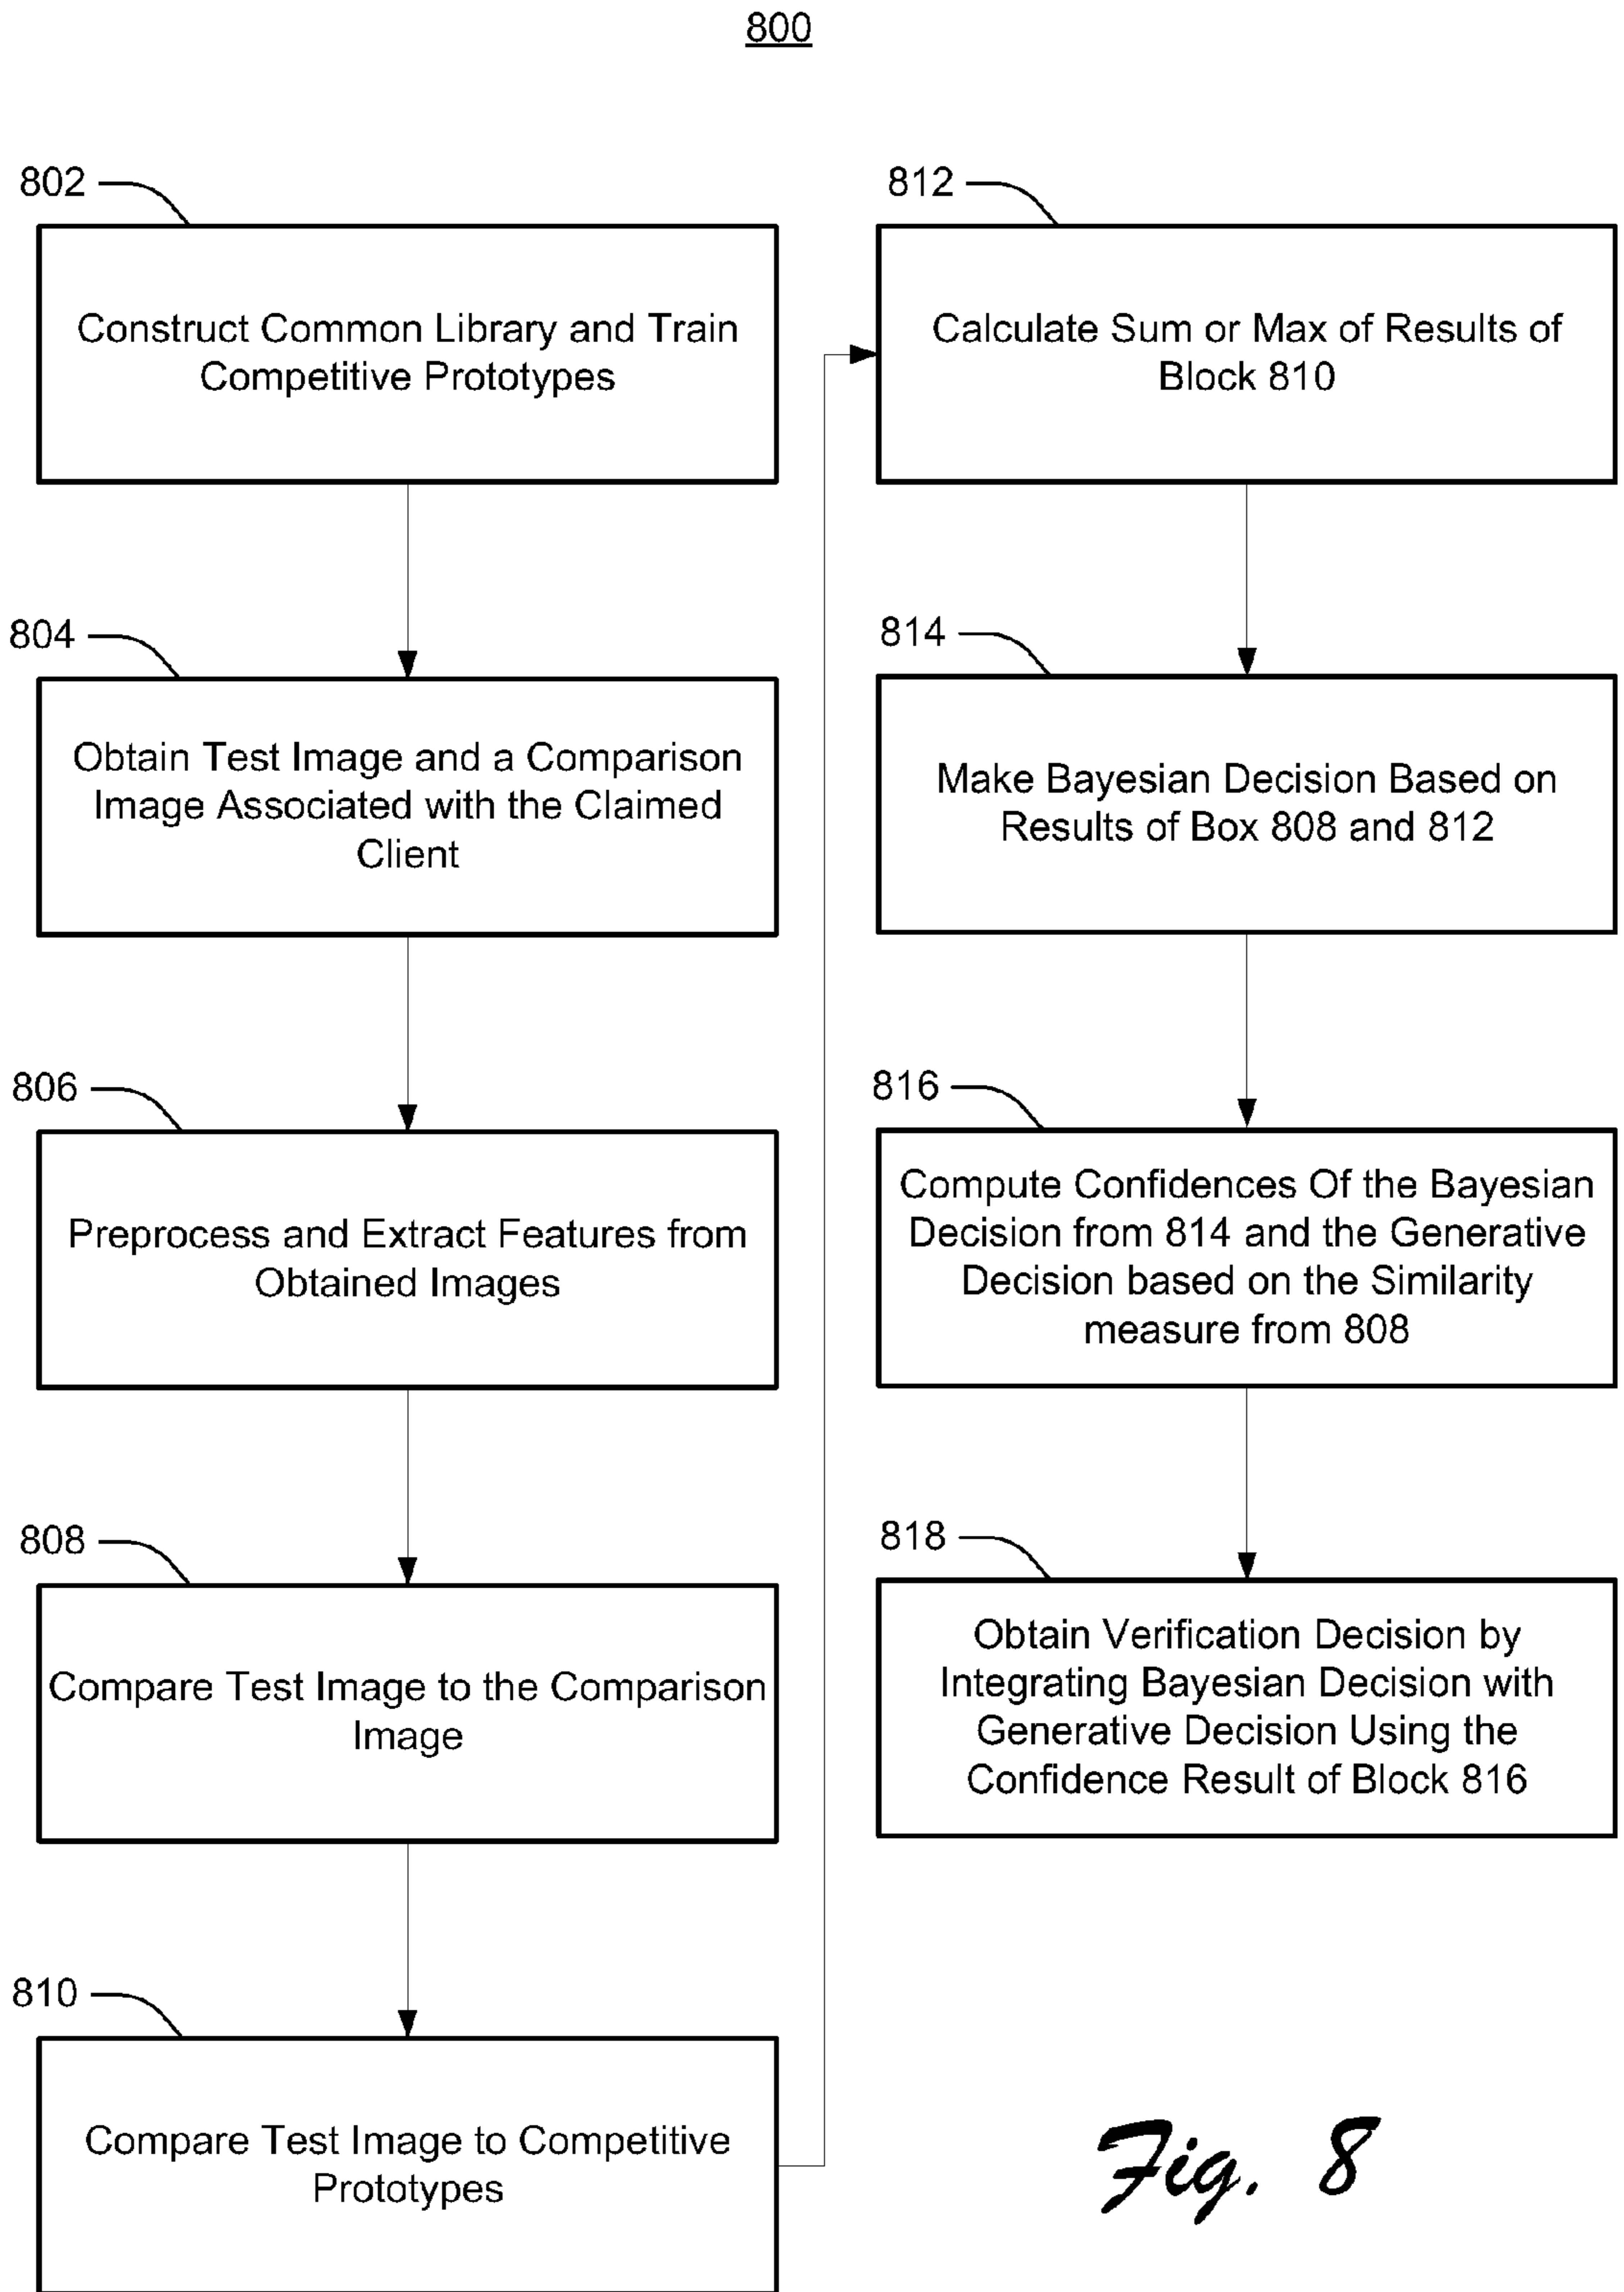 800
802
Construct Common Library and Train
Competitive Prototypes
804
Obtain Test Image and a Comparison
Image Associated with the Claimed
Client
806
Preprocess and Extract Features from
Obtained Images
808
Compare Test Image to the Comparison
Image
810
Compare Test Image to Competitive
Prototypes
812
Calculate Sum or Max of Results of
Block 810
814
Make Bayesian Decision Based on
Results of Box 808 and 812
816
Compute Confidences Of the Bayesian
Decision from 814 and the Generative
Decision based on the Similarity
measure from 808
818
Obtain Verification Decision by
Integrating Bayesian Decision with
Generative Decision Using the
Confidence Result of Block 816
Fig. 8